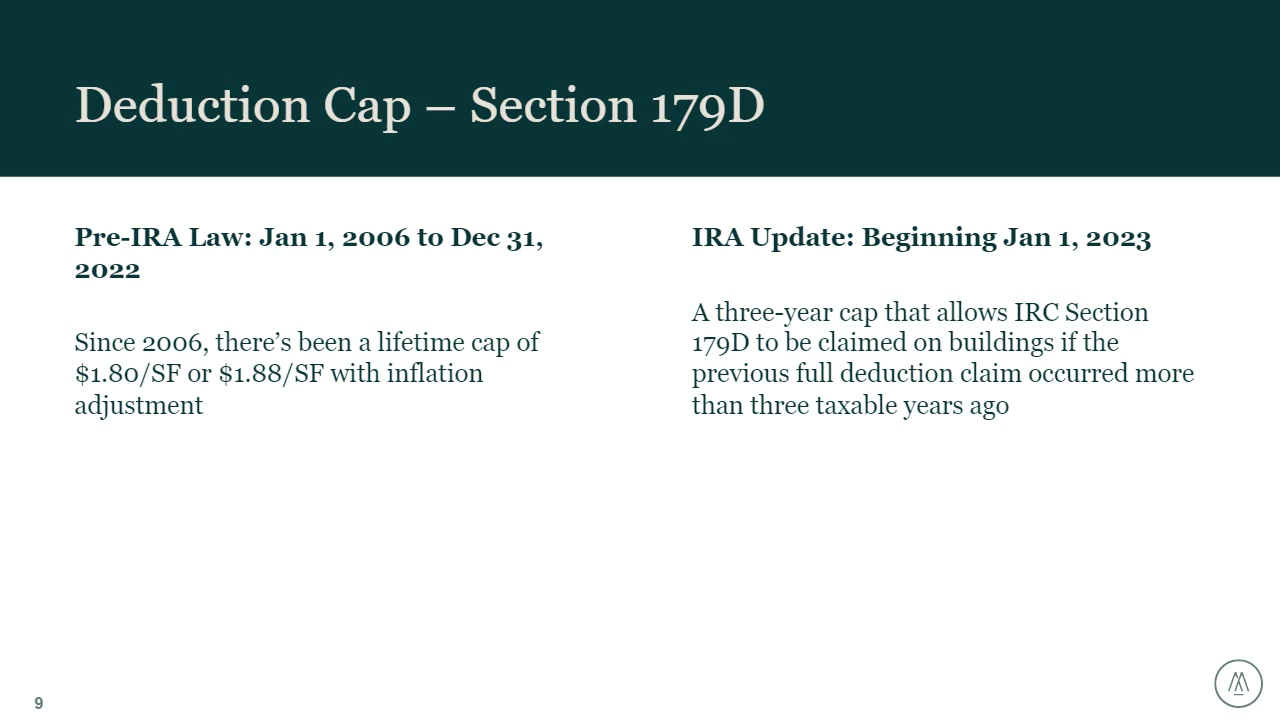 Deduction Cap – Section 179D
Pre-IRA Law: Jan 1, 2006 to Dec 31,
2022
Since 2006, there’s been a lifetime cap of
$1.80/SF or $1.88/SF with inflation
adjustment
IRA Update: Beginning Jan 1, 2023
A three-year cap that allows IRC Section
179D to be claimed on buildings if the
previous full deduction claim occurred more
than three taxable years ago
9